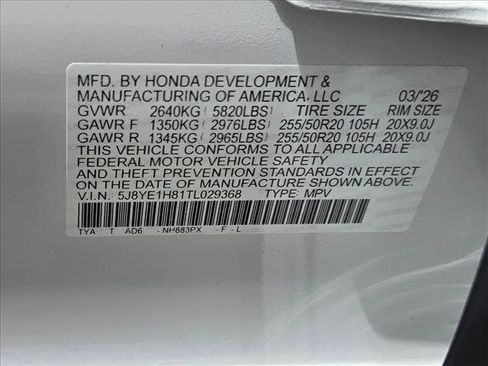 MFD. BY HONDA DEVELOPMENT &
MANUFACTURING OF AMERICA, LLC 03/'26
GVWR 2640KG ( 5820LBS) TIRE SIZE RIM SIZE
GAWR F 1350KG ( 2976LBS) 255/50R20 105H 20X9.0J
GAWR R 1345KG ( 2965LBS) 255/50R20 105H 20X9.0J
THIS VEHICLE CONFORMS TO ALL APPLICABLE
FEDERAL MOTOR VEHICLE SAFETY
AND THEFT PREVENTION STANDARDS IN EFFECT
ON THE DATE OF MANUFACTURE SHOWN ABOVE.
V.I.N. 5J8YE1H81TL029368 TYPE: MPV
TYA T AD6 - NH883PX - F - L